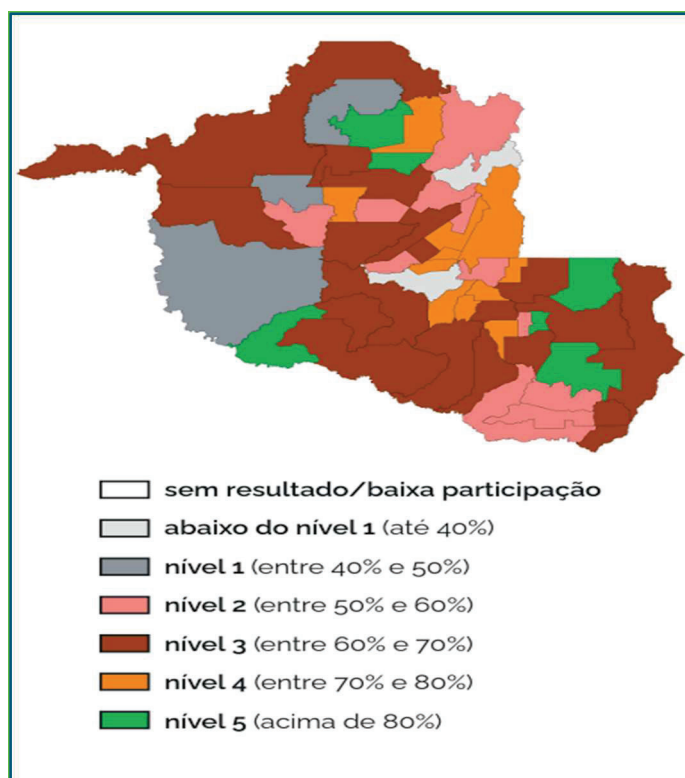 sem resultado/baixa participação
abaixo do nível 1 (até 40%)
nível 1 (entre 40% e 50%)
nível 2 (entre 50% e 60%)
nível 3 (entre 60% e 70%)
nível 4 (entre 70% e 80%)
nível 5 (acima de 80%)